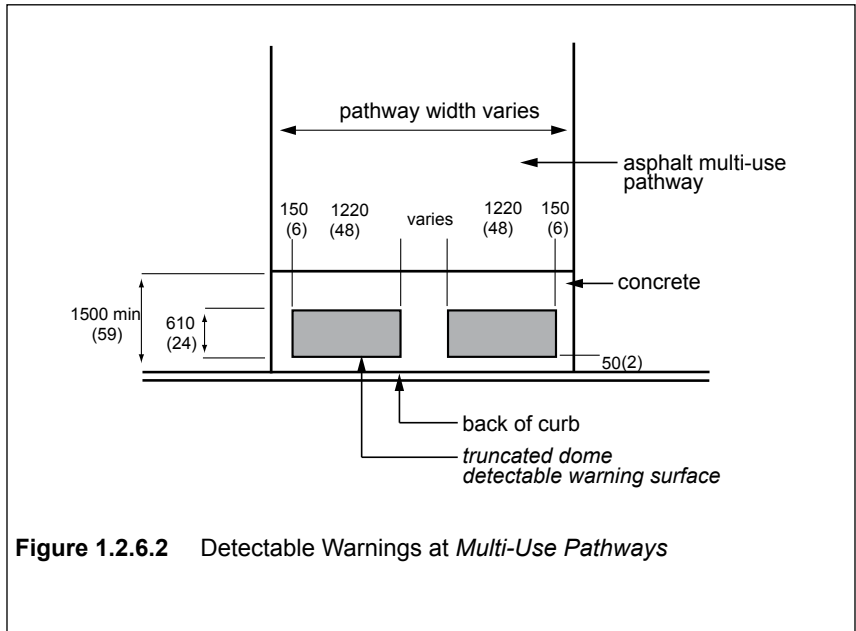 pathway width varies
asphalt multi-use
pathway
150
(6)
1220
(48)
varies
1220
(48)
150
(6)
concrete
1500 min
(59)
610
(24)
50(2)
back of curb
truncated dome
detectable warning surface
Figure 1.2.6.2 Detectable Warnings at Multi-Use Pathways